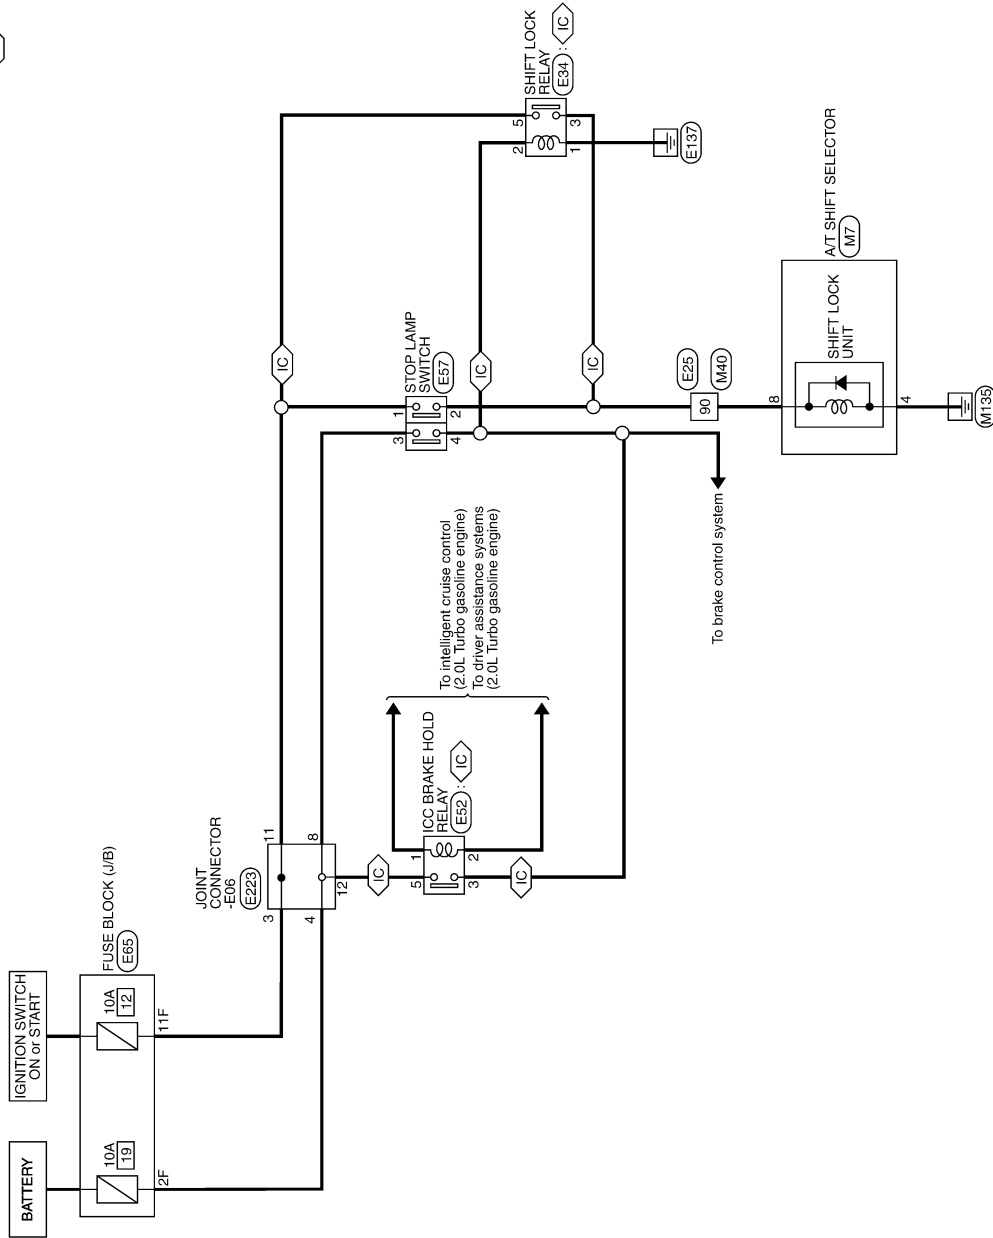 BATTERY
IGNITION SWITCH
ON or START
FUSE BLOCK (J/B)
E65
10A
19
10A
12
2F
11F
JOINT
CONNECTOR
-E06
E223
3
11
4
8
12
IC
ICC BRAKE HOLD
RELAY
E52 : IC
5
1
3
2
IC
To intelligent cruise control
(2.0L Turbo gasoline engine)
To driver assistance systems
(2.0L Turbo gasoline engine)
STOP LAMP
SWITCH
E57
3
1
4
2
IC
IC
IC
To brake control system
SHIFT LOCK
RELAY
E34 : IC
2
5
1
3
E137
E25
M40
90
A/T SHIFT SELECTOR
M7
SHIFT LOCK
UNIT
8
4
M135